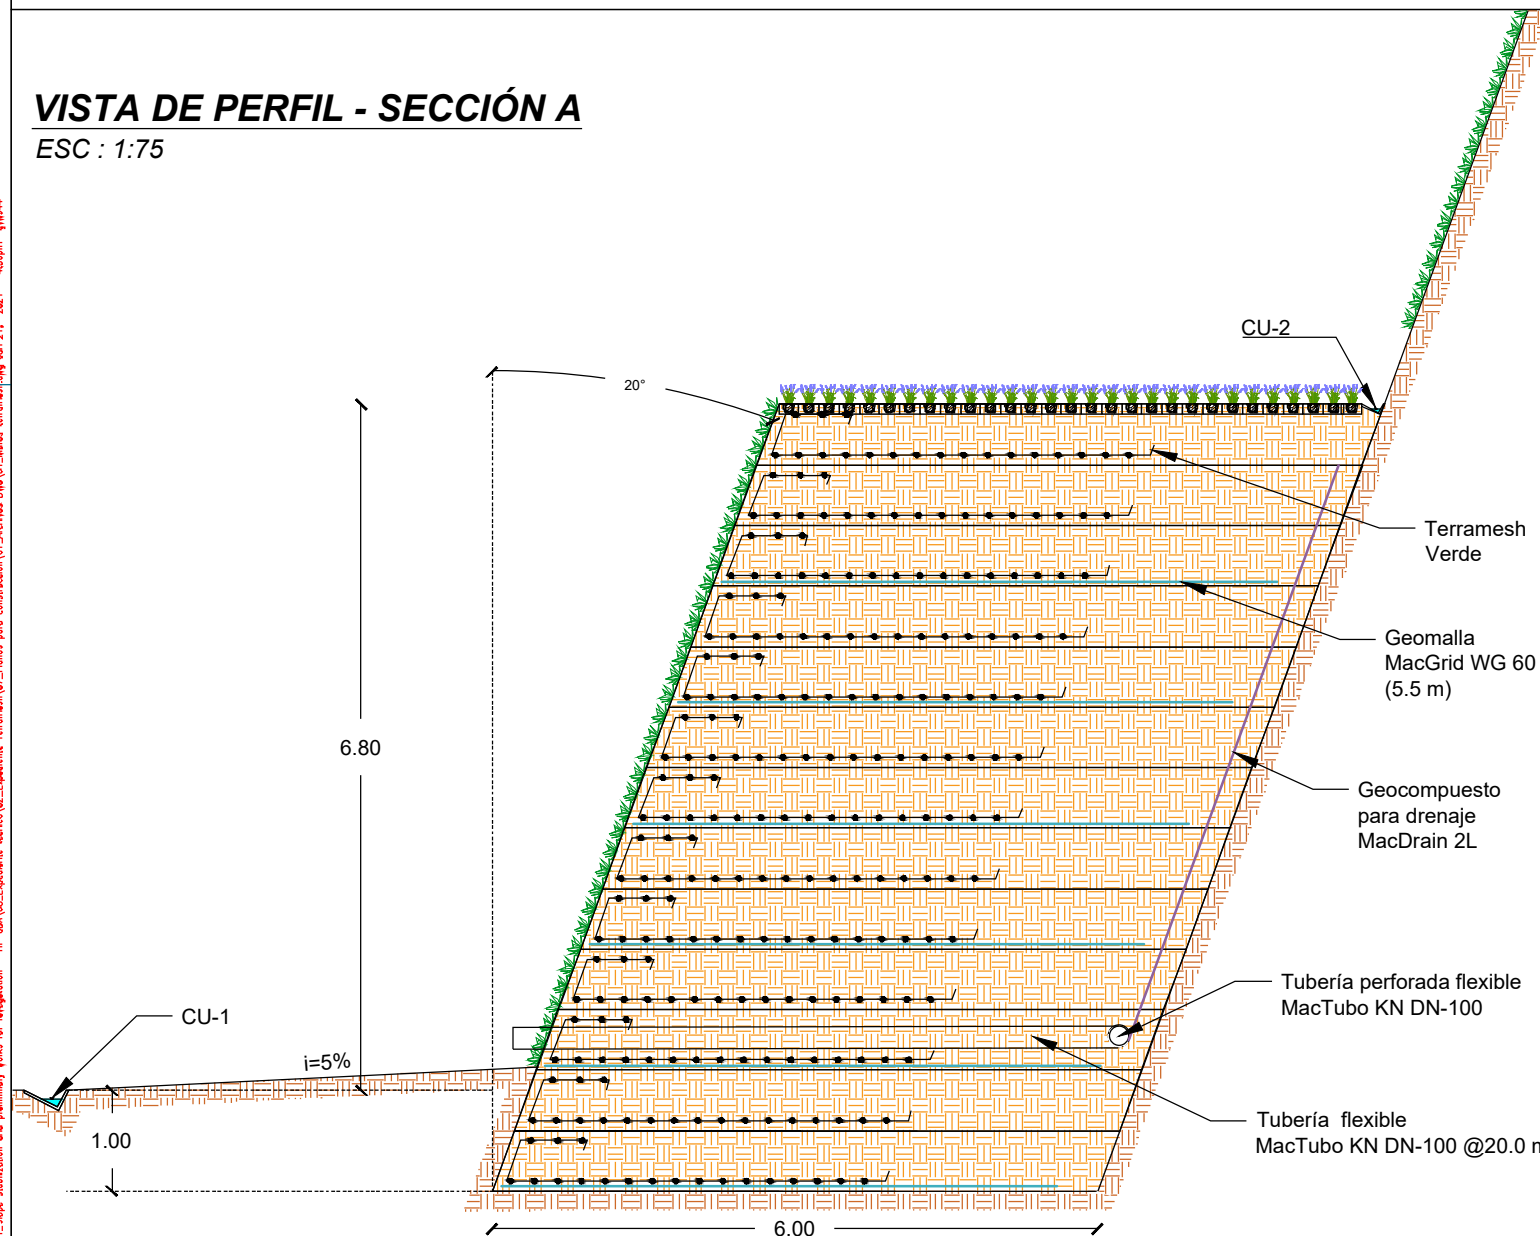 VISTA DE PERFIL - SECCIÓN A
ESC : 1:75
CU-2
20°
Terramesh
Verde
Geomalla
MacGrid WG 60
(5.5 m)
6.80
Geocompuesto
para drenaje
MacDrain 2L
Tubería perforada flexible
MacTubo KN DN-100
CU-1
i=5%
Tubería flexible
MacTubo KN DN-100 @20.0 m
1.00
6.00